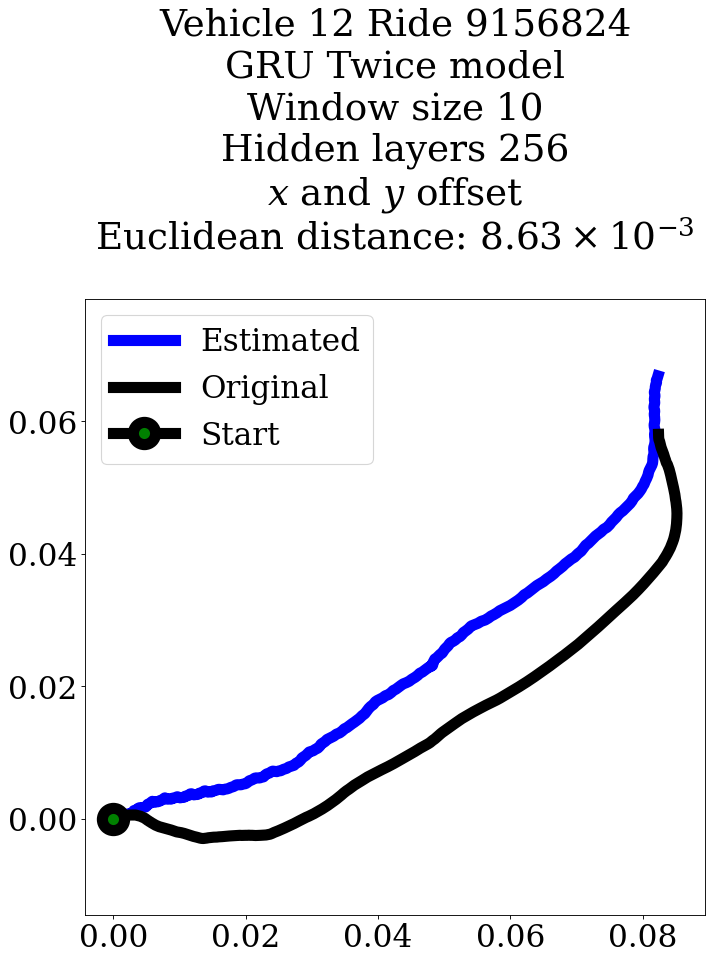 Vehicle 12 Ride 9156824
GRU Twice model
Window size 10
Hidden layers 256
x and y offset
Euclidean distance: 8.63 × 10⁻³
Estimated
Original
Start
0.06
0.04
0.02
0.00
0.00 0.02 0.04 0.06 0.08